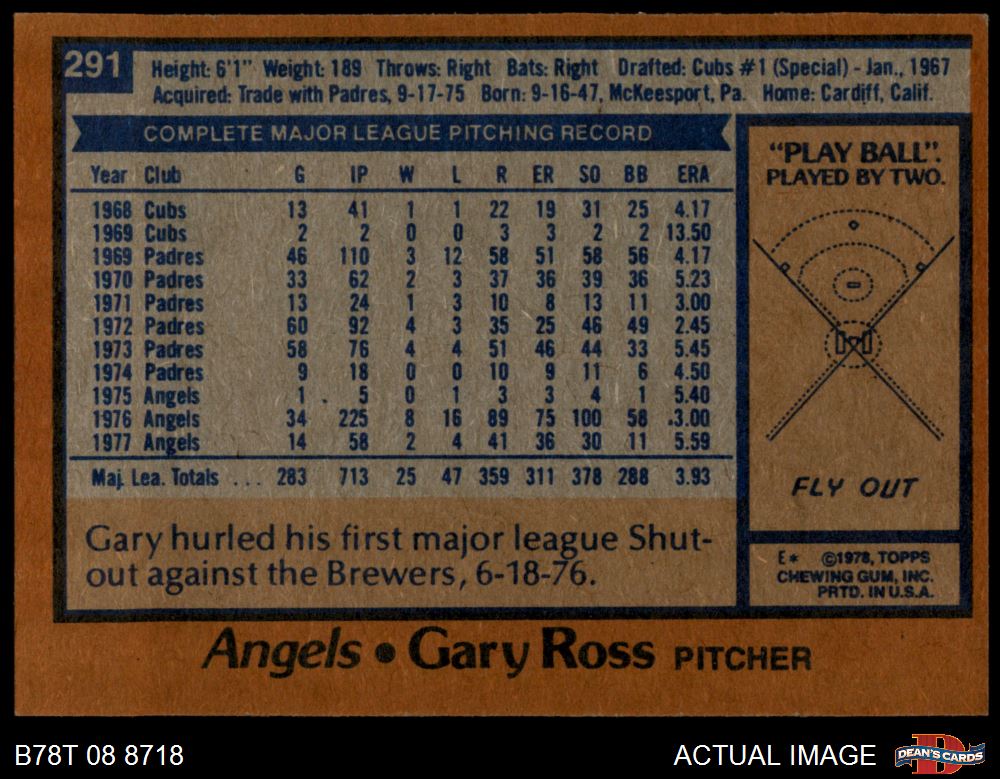 291
Height: 6'1" Weight: 189 Throws: Right Bats: Right Drafted: Cubs #1 (Special) - Jan., 1967
Acquired: Trade with Padres, 9-17-75 Born: 9-16-47, McKeesport, Pa. Home: Cardiff, Calif.
COMPLETE MAJOR LEAGUE PITCHING RECORD
Year Club G IP W L R ER SO BB ERA
1968 Cubs 13 41 1 1 22 19 31 25 4.17
1969 Cubs 2 2 0 0 3 3 2 2 13.50
1969 Padres 46 110 3 12 58 51 58 56 4.17
1970 Padres 33 62 2 3 37 36 39 36 5.23
1971 Padres 13 24 1 3 10 8 13 11 3.00
1972 Padres 60 92 4 3 35 25 46 49 2.45
1973 Padres 58 76 4 4 51 46 44 33 5.45
1974 Padres 9 18 0 0 10 9 11 6 4.50
1975 Angels 1 5 0 1 3 3 4 1 5.40
1976 Angels 34 225 8 16 89 75 100 58 3.00
1977 Angels 14 58 2 4 41 36 30 11 5.59
Maj. Lea. Totals ... 283 713 25 47 359 311 378 288 3.93
Gary hurled his first major league Shut-
out against the Brewers, 6-18-76.
"PLAY BALL".
PLAYED BY TWO.
FLY OUT
E* ©1978, TOPPS
CHEWING GUM, INC.
PRTD. IN U.S.A.
Angels • Gary Ross PITCHER
B78T 08 8718
ACTUAL IMAGE
D
DEAN'S CARDS